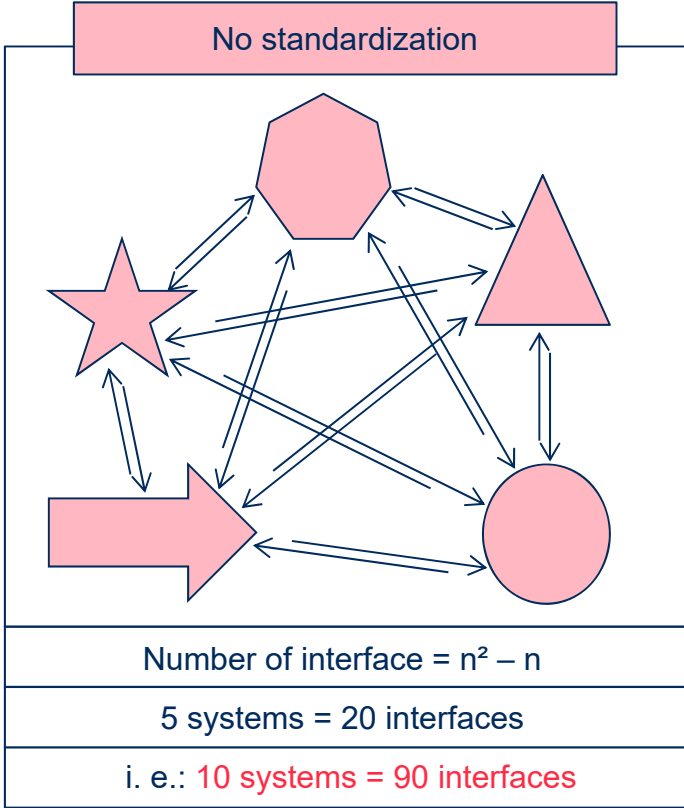 No standardization
Number of interface = n² – n
5 systems = 20 interfaces
i. e.: 10 systems = 90 interfaces